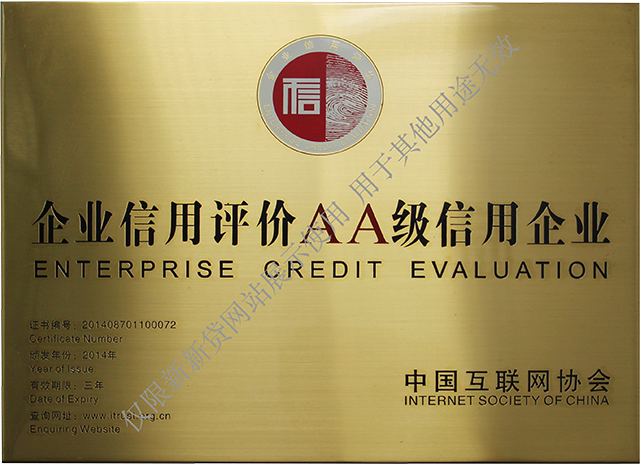 信
企业信用评价AA级信用企业
ENTERPRISE CREDIT EVALUATION
证书编号：201408701100072
Certificate Number
颁发年份：2014年
Year of Issue
有效期限：三年
Date of Expiry
查询网址：www.itrust.org.cn
Enquiring Website
中国互联网协会
INTERNET SOCIETY OF CHINA
仅限新新贷网站展示使用 用于其他用途无效